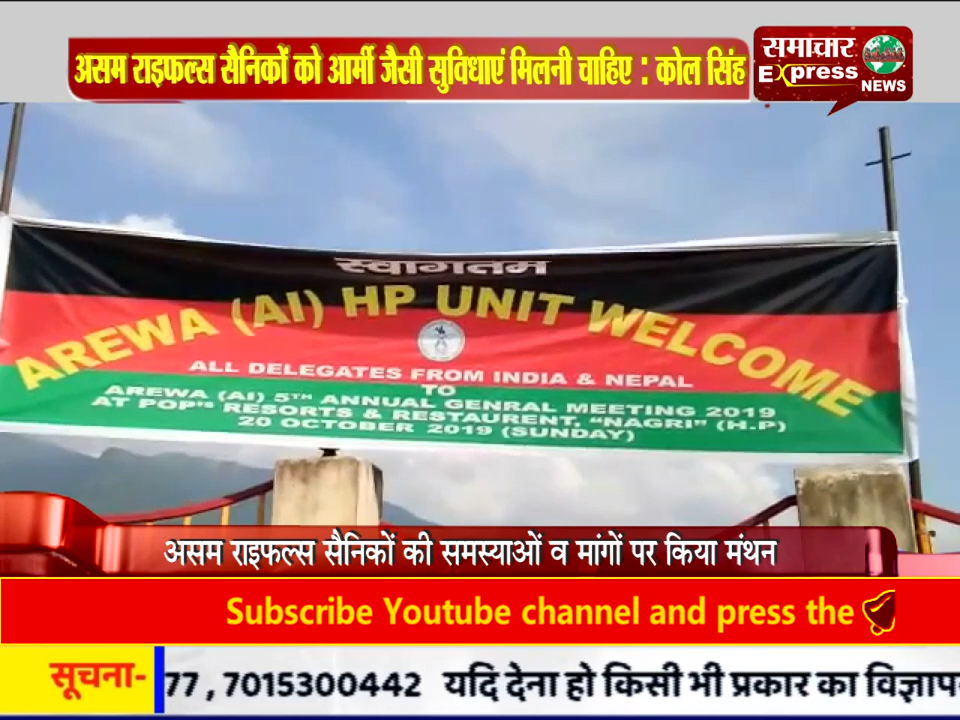 असम राइफल्स सैनिकों को आर्मी जैसी सुविधाएं मिलनी चाहिए : कोल सिंह
समाचार
Express
NEWS
स्वागतम
AREWA (AI) HP UNIT WELCOME
ALL DELEGATES FROM INDIA & NEPAL
TO
AREWA (AI) 5TH ANNUAL GENRAL MEETING 2019
AT POP'S RESORTS & RESTAURENT, "NAGRI" (H.P)
20 OCTOBER 2019 (SUNDAY)
असम राइफल्स सैनिकों की समस्याओं व मांगों पर किया मंथन
Subscribe Youtube channel and press the
सूचना- 77 , 7015300442 यदि देना हो किसी भी प्रकार का विज्ञाप